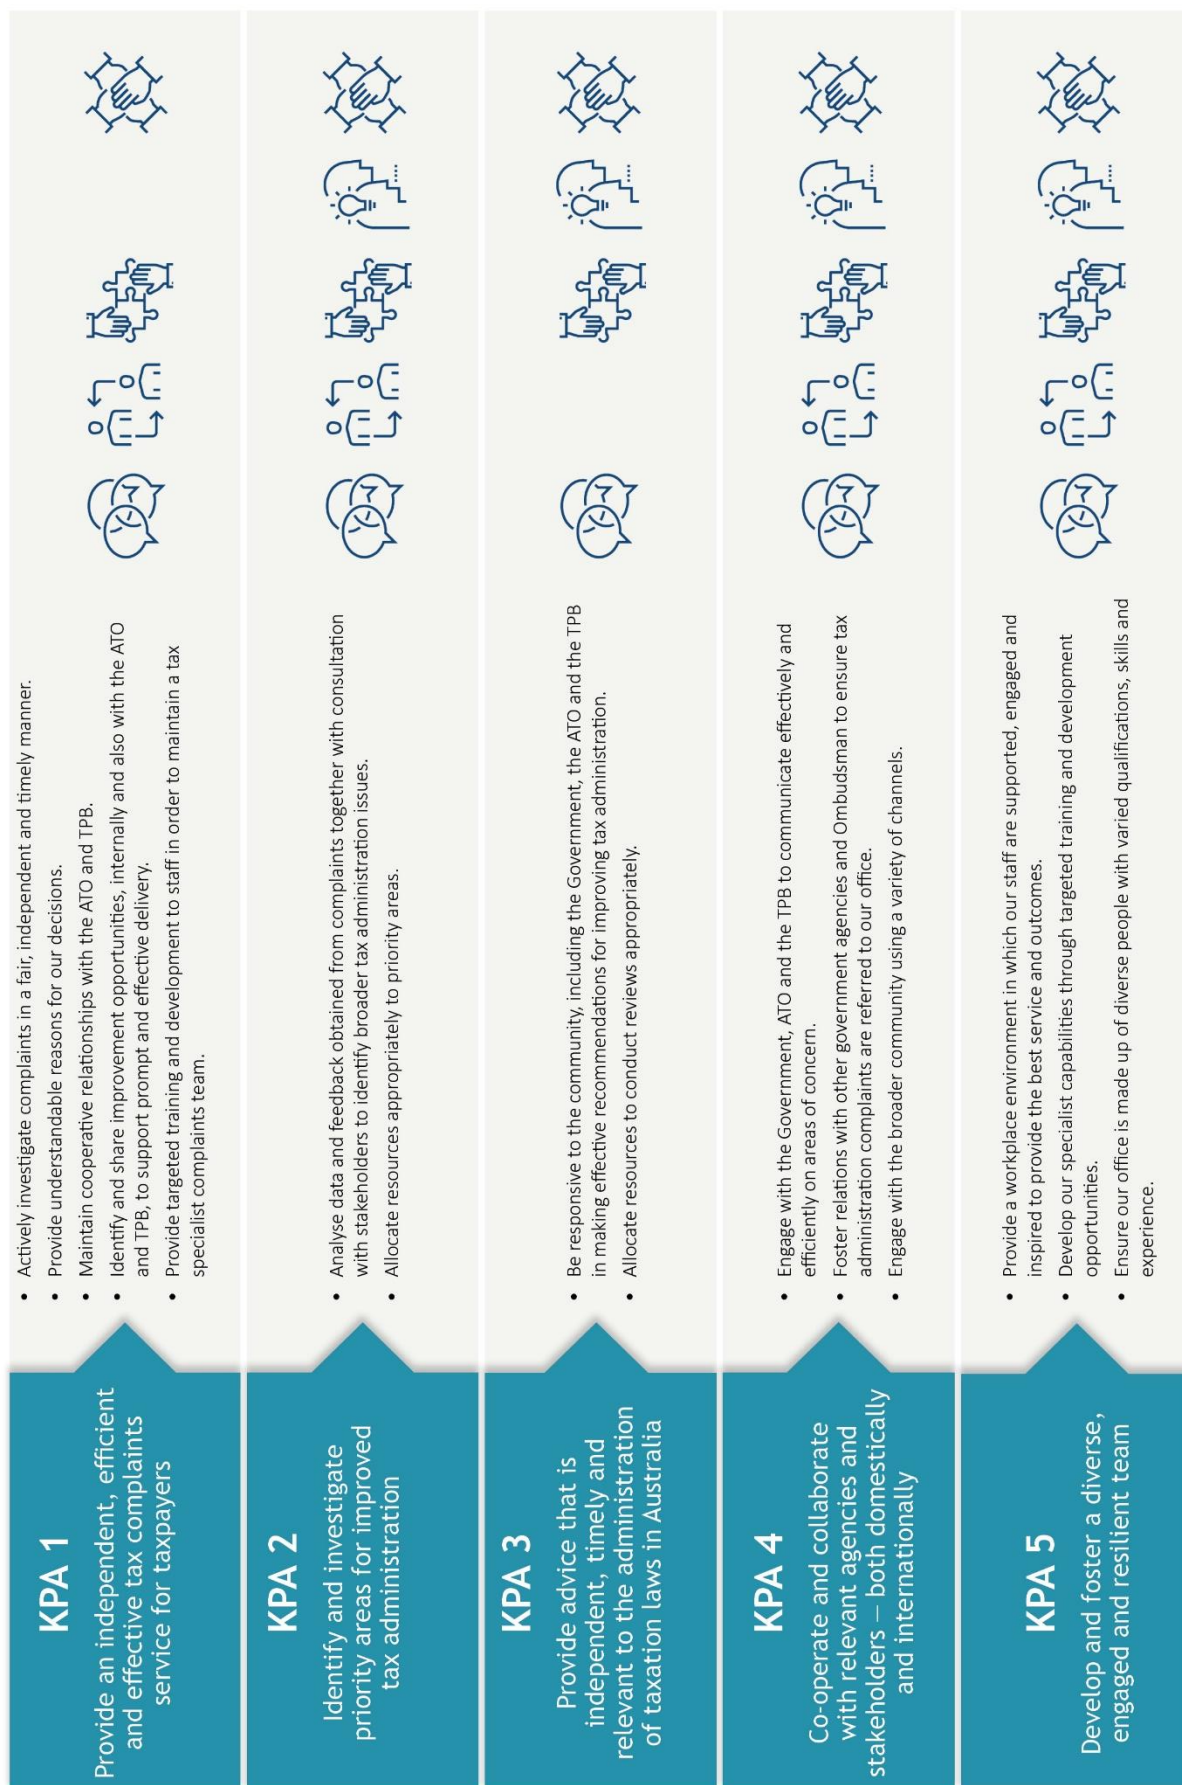 KPA 1
Provide an independent, efficient
and effective tax complaints
service for taxpayers
• Actively investigate complaints in a fair, independent and timely manner.
• Provide understandable reasons for our decisions.
• Maintain cooperative relationships with the ATO and TPB.
• Identify and share improvement opportunities, internally and also with the ATO
and TPB, to support prompt and effective delivery.
• Provide targeted training and development to staff in order to maintain a tax
specialist complaints team.
KPA 2
Identify and investigate
priority areas for improved
tax administration
• Analyse data and feedback obtained from complaints together with consultation
with stakeholders to identify broader tax administration issues.
• Allocate resources appropriately to priority areas.
KPA 3
Provide advice that is
independent, timely and
relevant to the administration
of taxation laws in Australia
• Be responsive to the community, including the Government, the ATO and the TPB
in making effective recommendations for improving tax administration.
• Allocate resources to conduct reviews appropriately.
KPA 4
Co-operate and collaborate
with relevant agencies and
stakeholders – both domestically
and internationally
• Engage with the Government, ATO and the TPB to communicate effectively and
efficiently on areas of concern.
• Foster relations with other government agencies and Ombudsman to ensure tax
administration complaints are referred to our office.
• Engage with the broader community using a variety of channels.
KPA 5
Develop and foster a diverse,
engaged and resilient team
• Provide a workplace environment in which our staff are supported, engaged and
inspired to provide the best service and outcomes.
• Develop our specialist capabilities through targeted training and development
opportunities.
• Ensure our office is made up of diverse people with varied qualifications, skills and
experience.